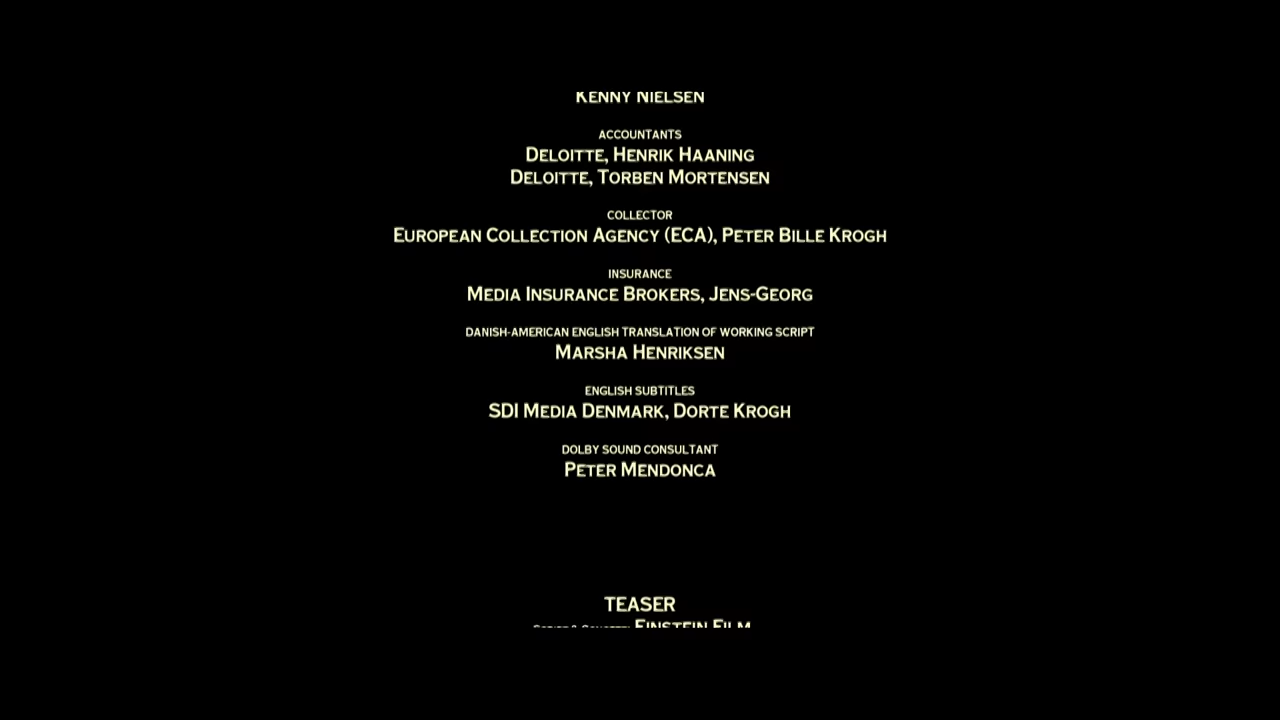 KENNY NIELSEN
ACCOUNTANTS
DELOITTE, HENRIK HAANING
DELOITTE, TORBEN MORTENSEN
COLLECTOR
EUROPEAN COLLECTION AGENCY (ECA), PETER BILLE KROGH
INSURANCE
MEDIA INSURANCE BROKERS, JENS-GEORG
DANISH-AMERICAN ENGLISH TRANSLATION OF WORKING SCRIPT
MARSHA HENRIKSEN
ENGLISH SUBTITLES
SDI MEDIA DENMARK, DORTE KROGH
DOLBY SOUND CONSULTANT
PETER MENDONCA
TEASER
EINSTEIN FILM